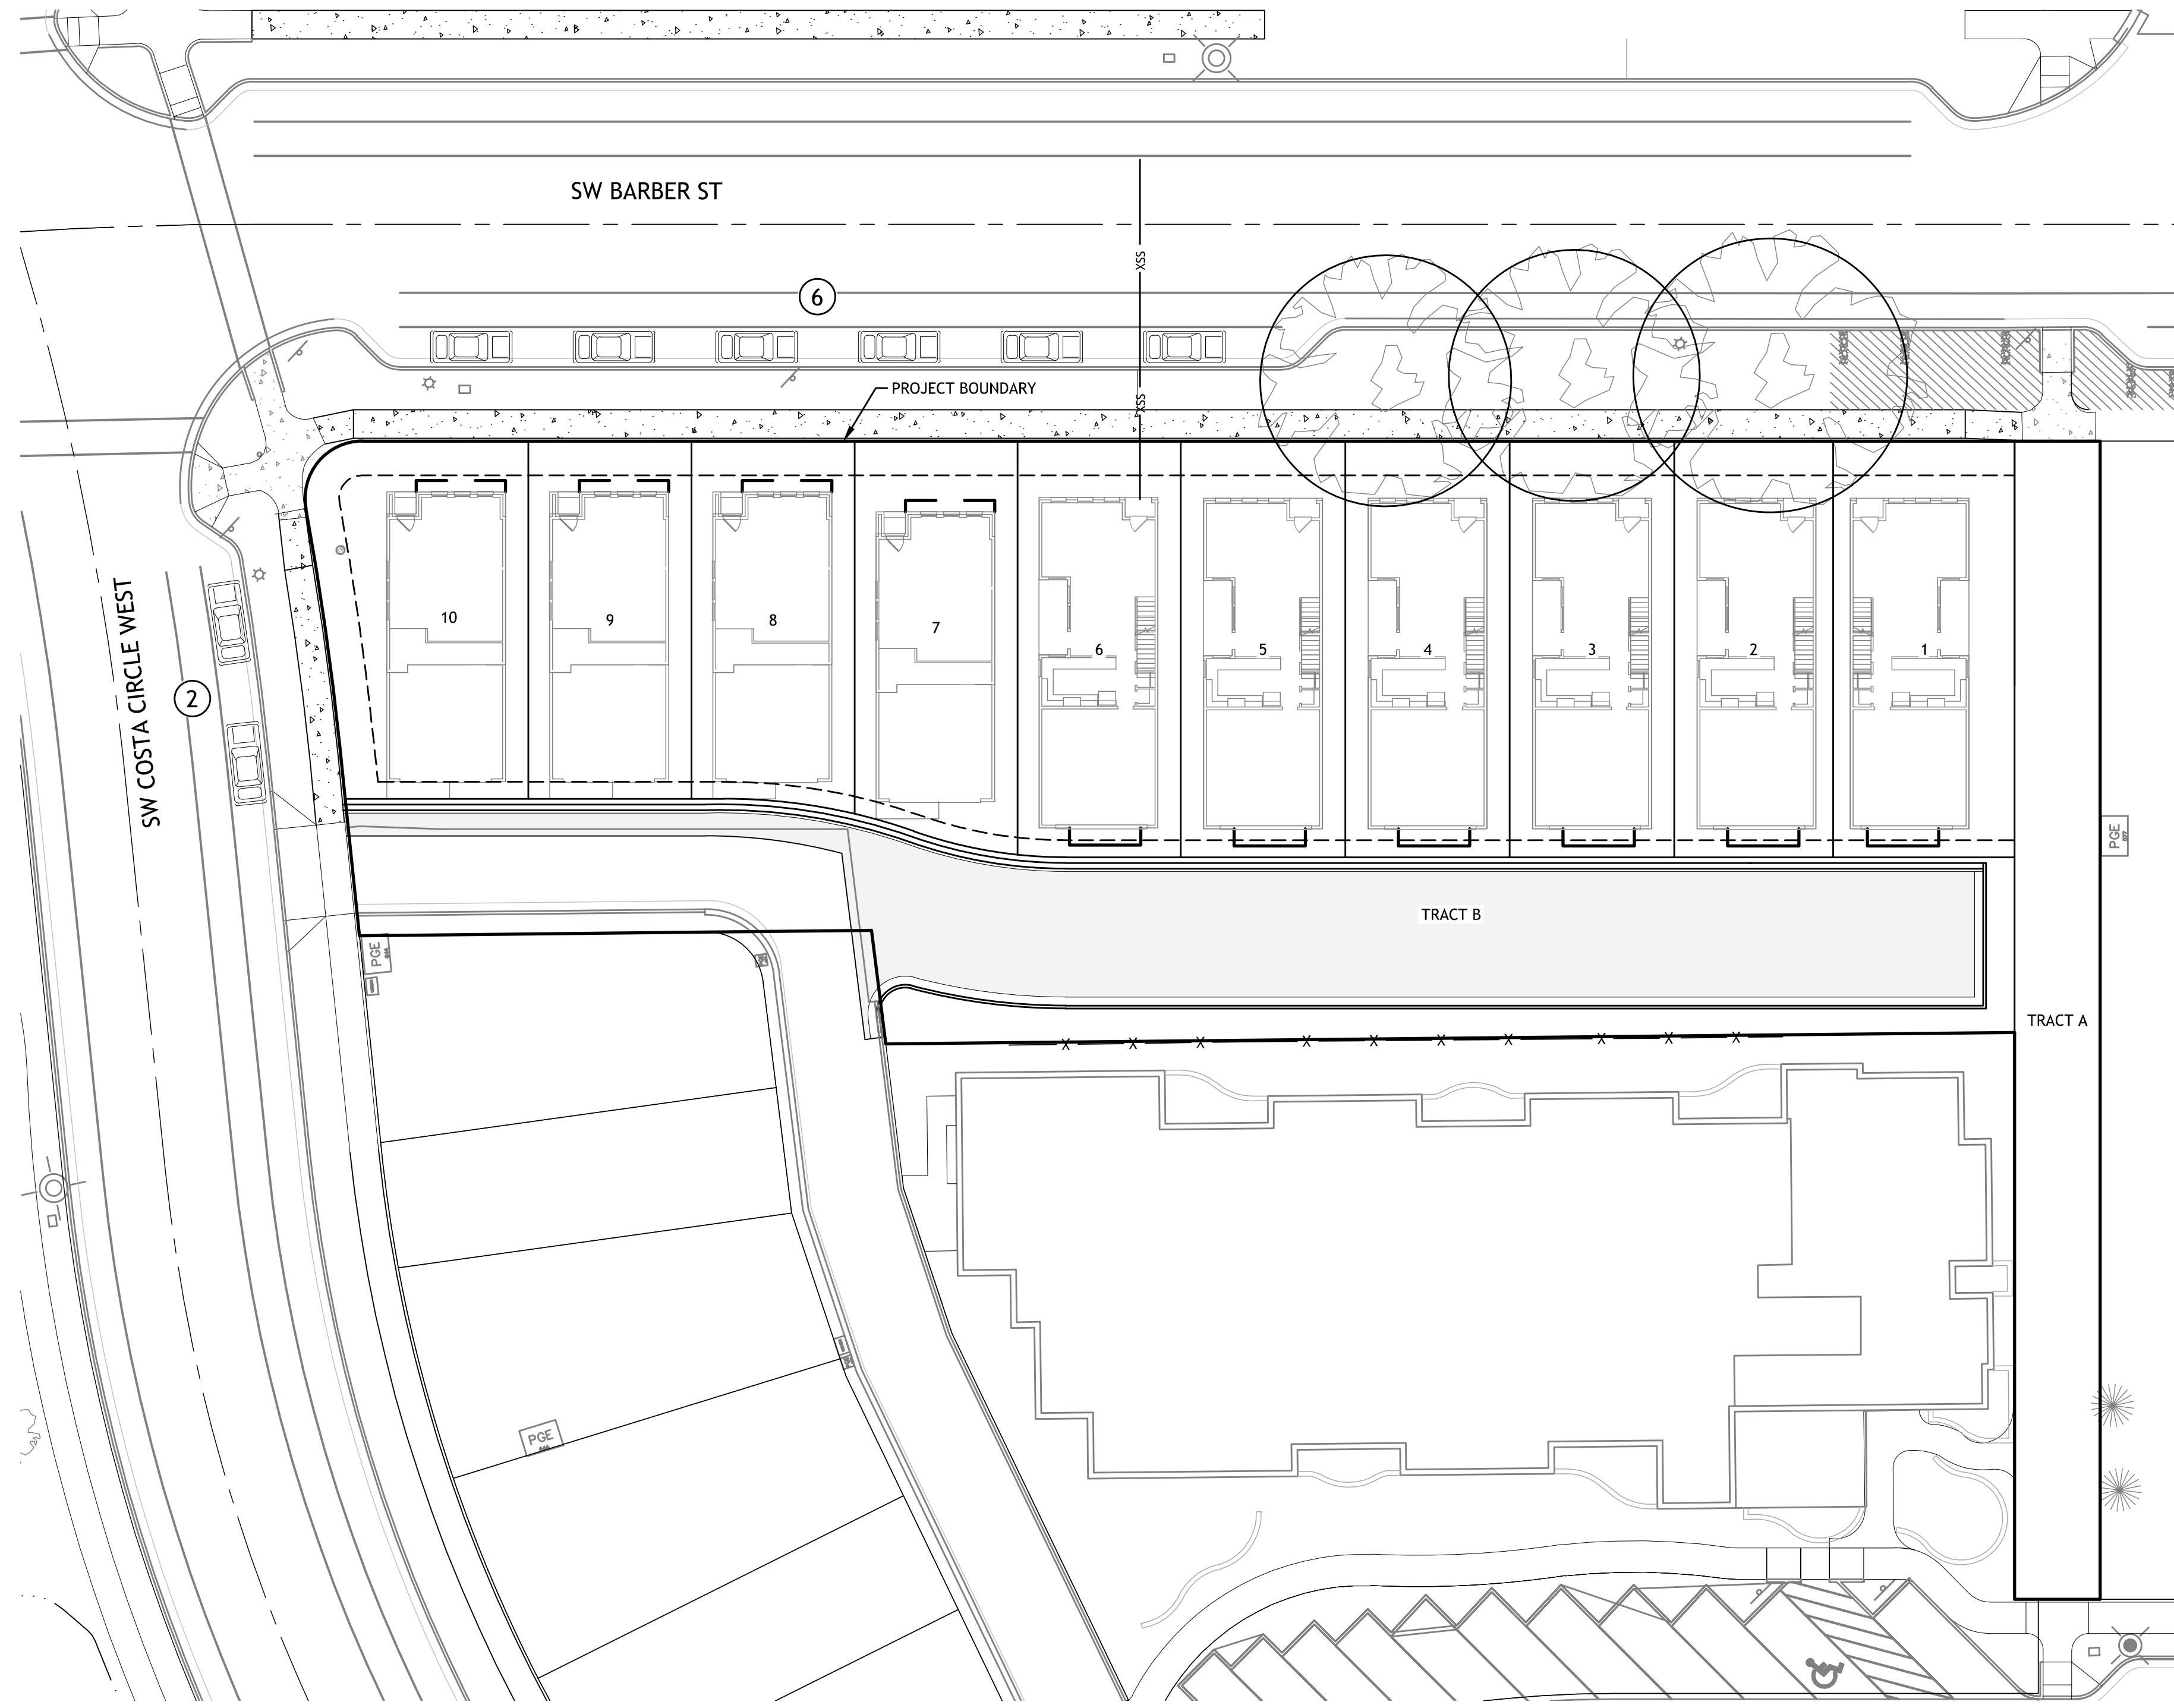 SW BARBER ST
XSS
6
PROJECT BOUNDARY
XSS
SW COSTA CIRCLE WEST
2
10
9
8
7
6
5
4
3
2
1
PGE
TRACT B
TRACT A
PGE
X X X X X X X X X X X
PGE